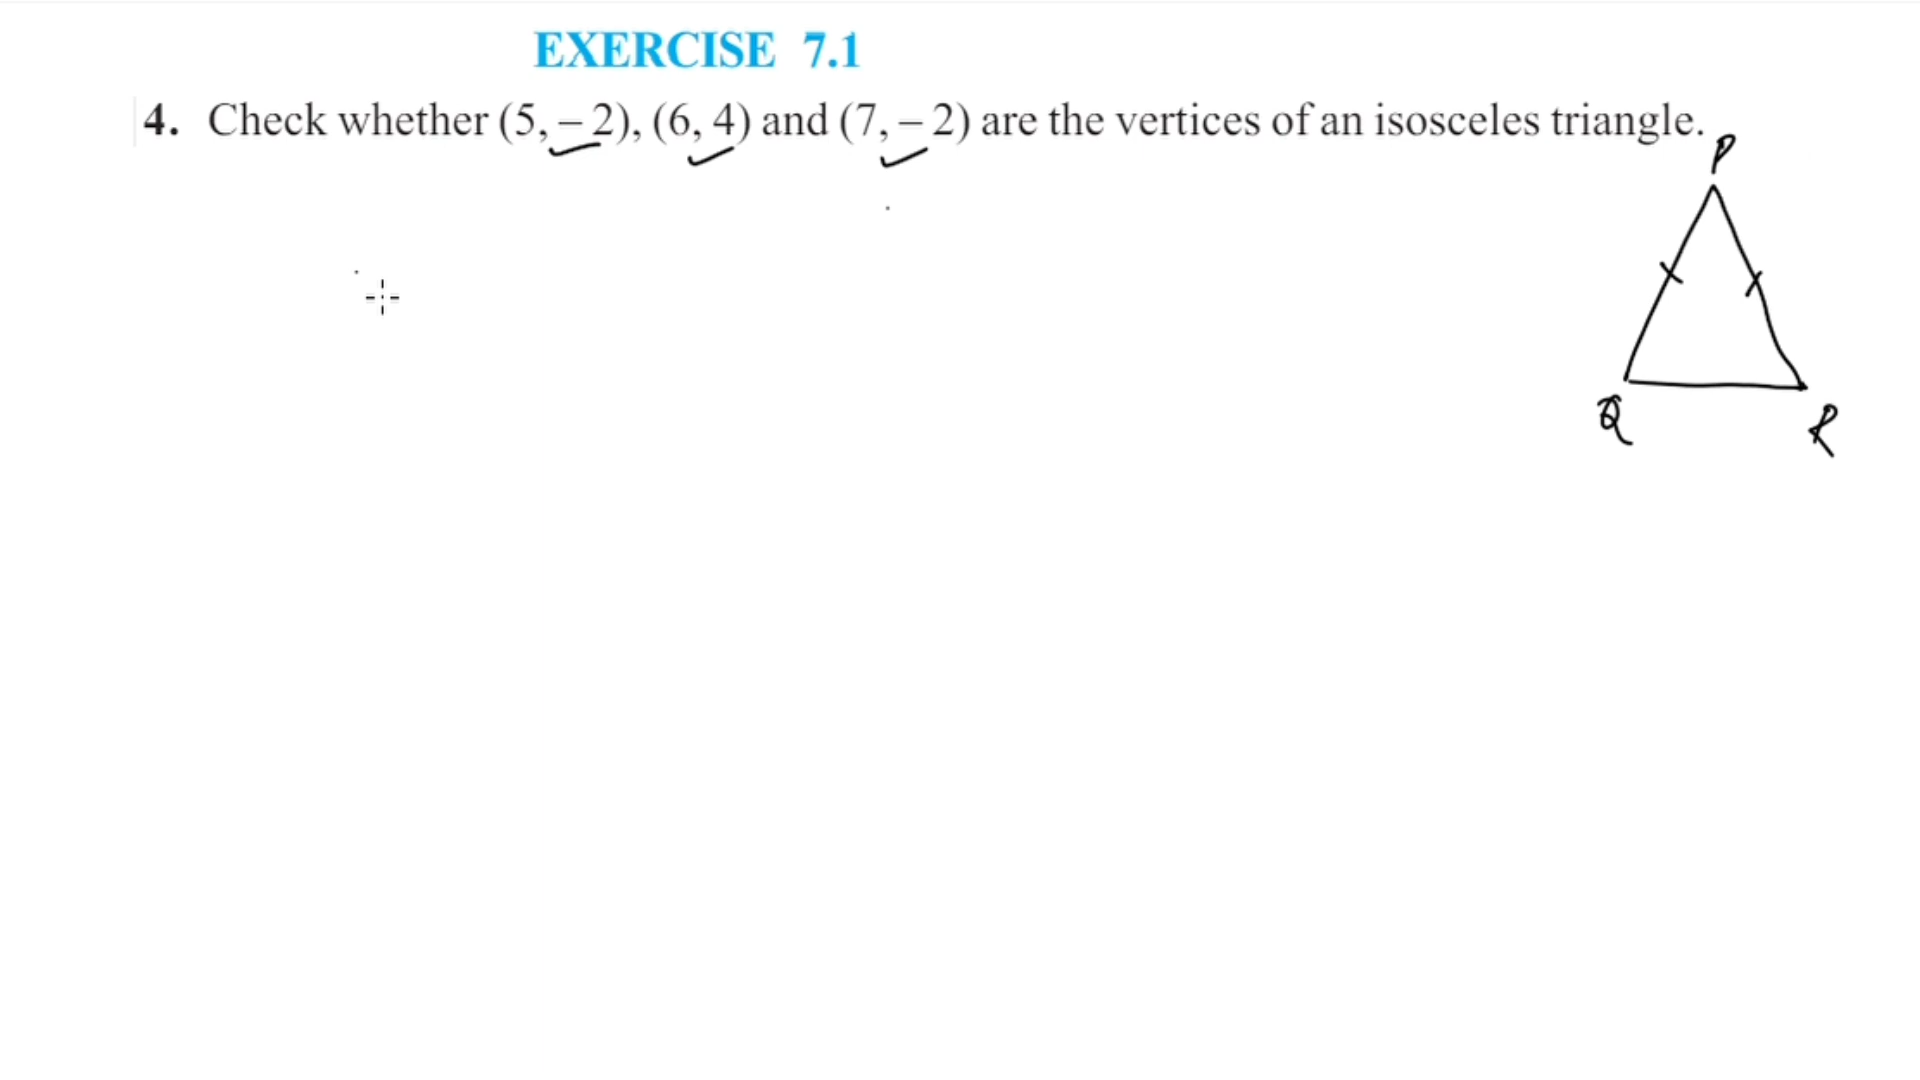 EXERCISE 7.1
4. Check whether (5, – 2), (6, 4) and (7, – 2) are the vertices of an isosceles triangle.
P
Q
R